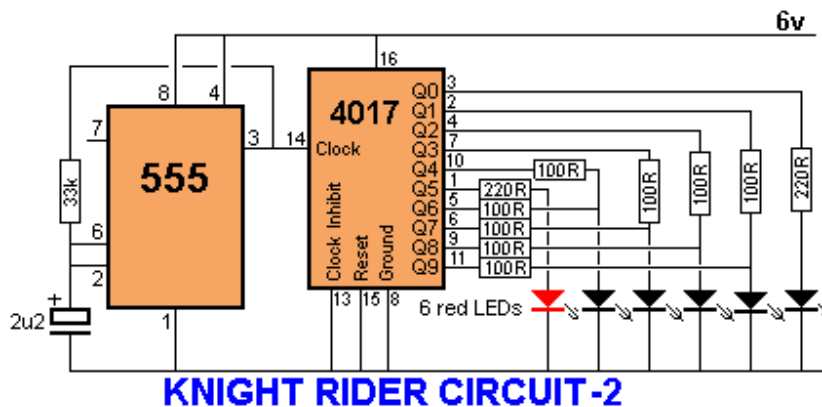 6v
16
8
4
7
3
14
33k
6
2
1
2u2
+
555
4017
Clock
Clock Inhibit
Reset
Ground
13
15
8
Q0
3
Q1
2
Q2
4
Q3
7
Q4
10
Q5
1
Q6
5
Q7
6
Q8
9
Q9
11
100R
220R
100R
100R
100R
100R
100R
100R
100R
220R
6 red LEDs
KNIGHT RIDER CIRCUIT-2